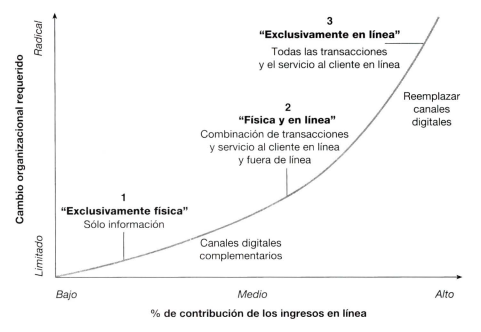 3
“Exclusivamente en línea”
Todas las transacciones
y el servicio al cliente en línea
Reemplazar
canales
digitales
2
“Física y en línea”
Combinación de transacciones
y servicio al cliente en línea
y fuera de línea
1
“Exclusivamente física”
Sólo información
Canales digitales
complementarios
Cambio organizacional requerido
Radical
Limitado
Bajo
Medio
Alto
% de contribución de los ingresos en línea